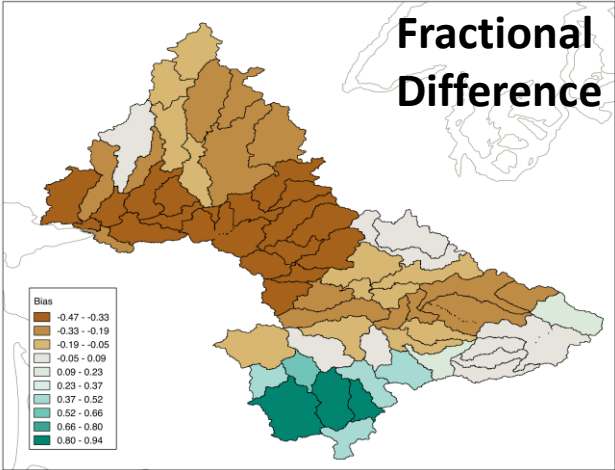 Fractional
Difference
Bias
-0.47 - -0.33
-0.33 - -0.19
-0.19 - -0.05
-0.05 - 0.09
0.09 - 0.23
0.23 - 0.37
0.37 - 0.52
0.52 - 0.66
0.66 - 0.80
0.80 - 0.94